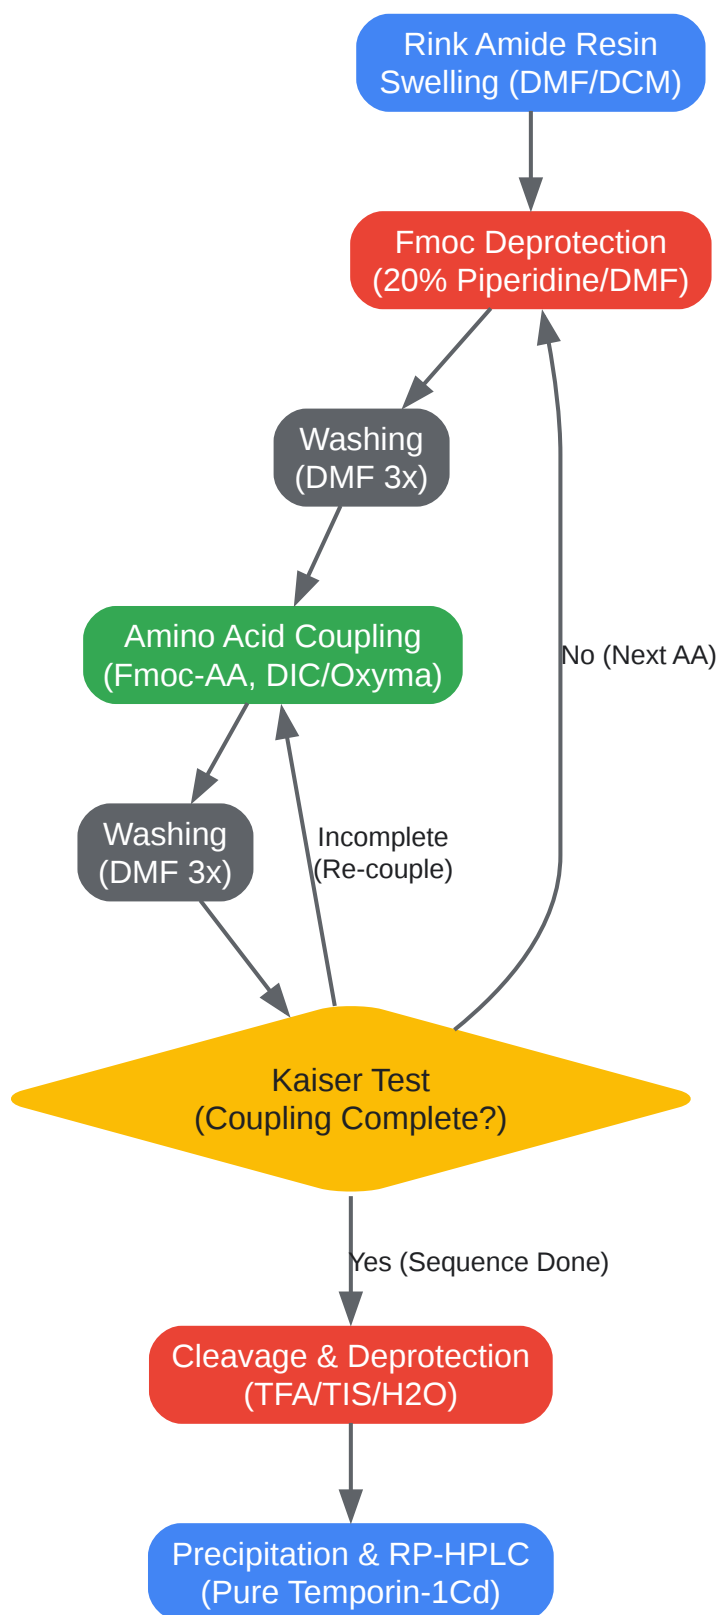 Rink Amide Resin
Swelling (DMF/DCM)
Fmoc Deprotection
(20% Piperidine/DMF)
Washing
(DMF 3x)
Amino Acid Coupling
(Fmoc-AA, DIC/Oxyma)
No (Next AA)
Washing
(DMF 3x)
Incomplete
(Re-couple)
Kaiser Test
(Coupling Complete?)
Yes (Sequence Done)
Cleavage & Deprotection
(TFA/TIS/H2O)
Precipitation & RP-HPLC
(Pure Temporin-1Cd)